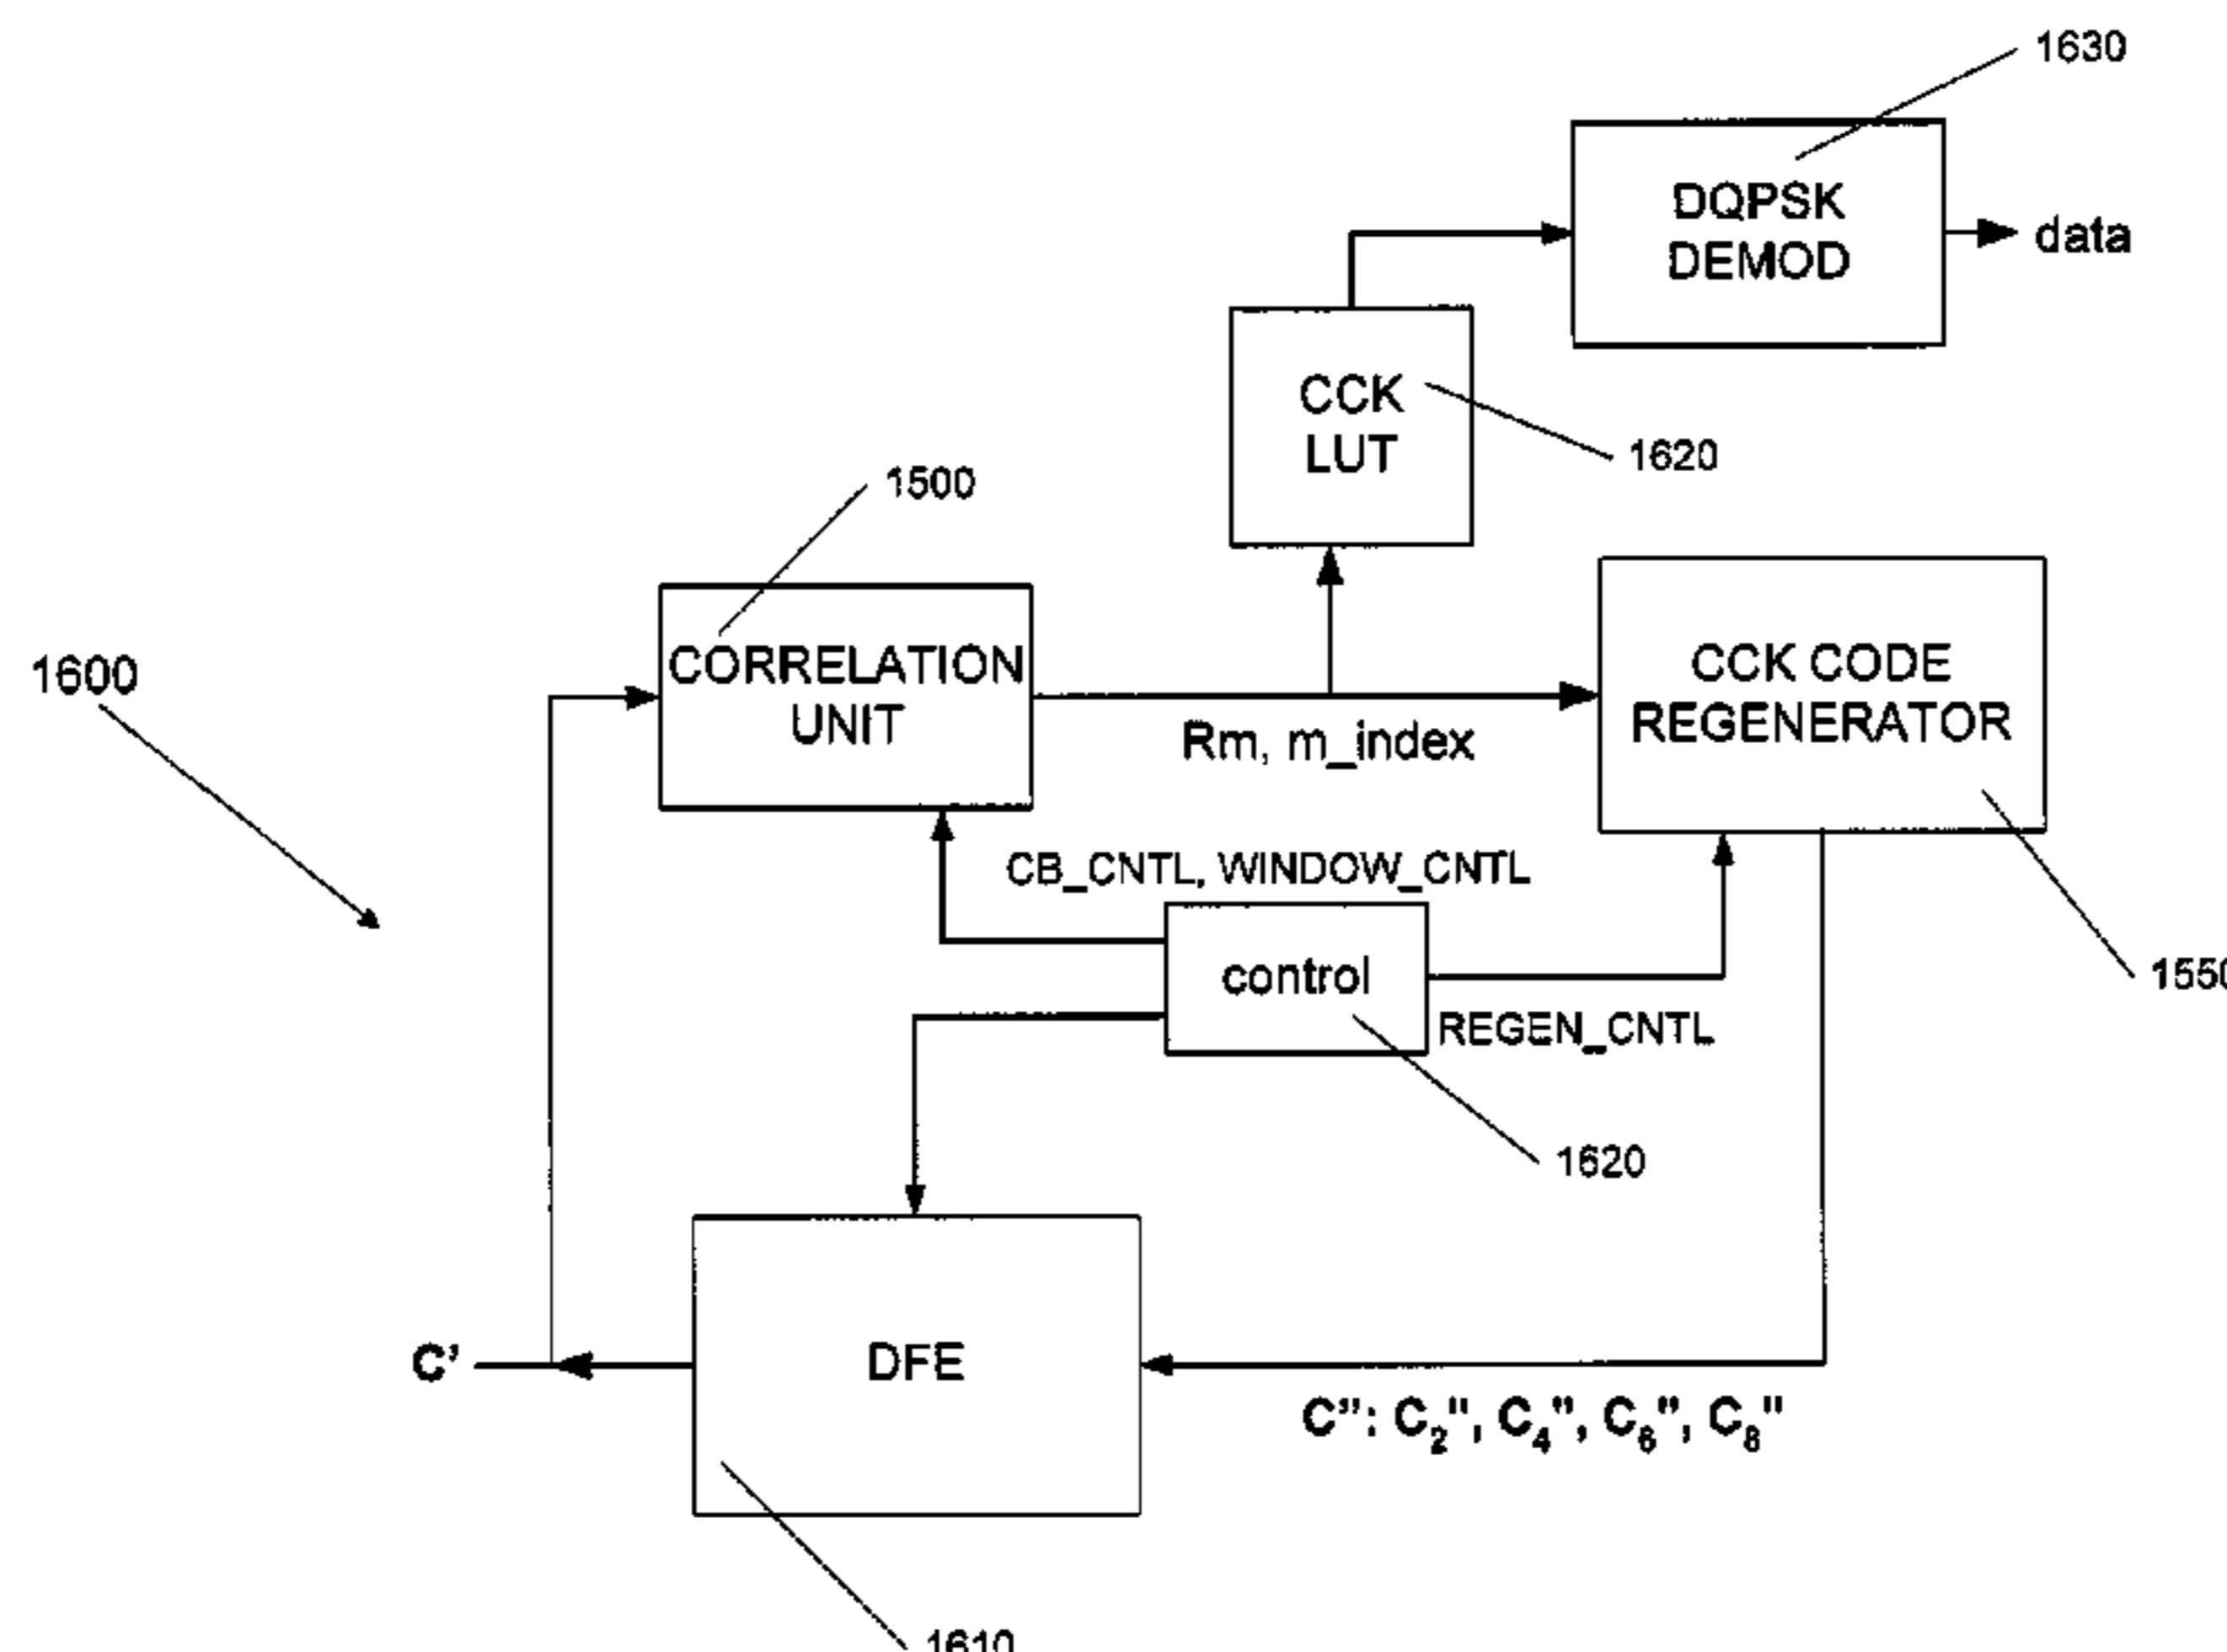 1630
DQPSK
DEMOD
data
CCK
LUT
1620
1500
CORRELATION
UNIT
1600
Rm, m_index
CCK CODE
REGENERATOR
CB_CNTL, WINDOW_CNTL
control
1550
REGEN_CNTL
1620
C'
DFE
C": C2", C4", C6", C8"
1610